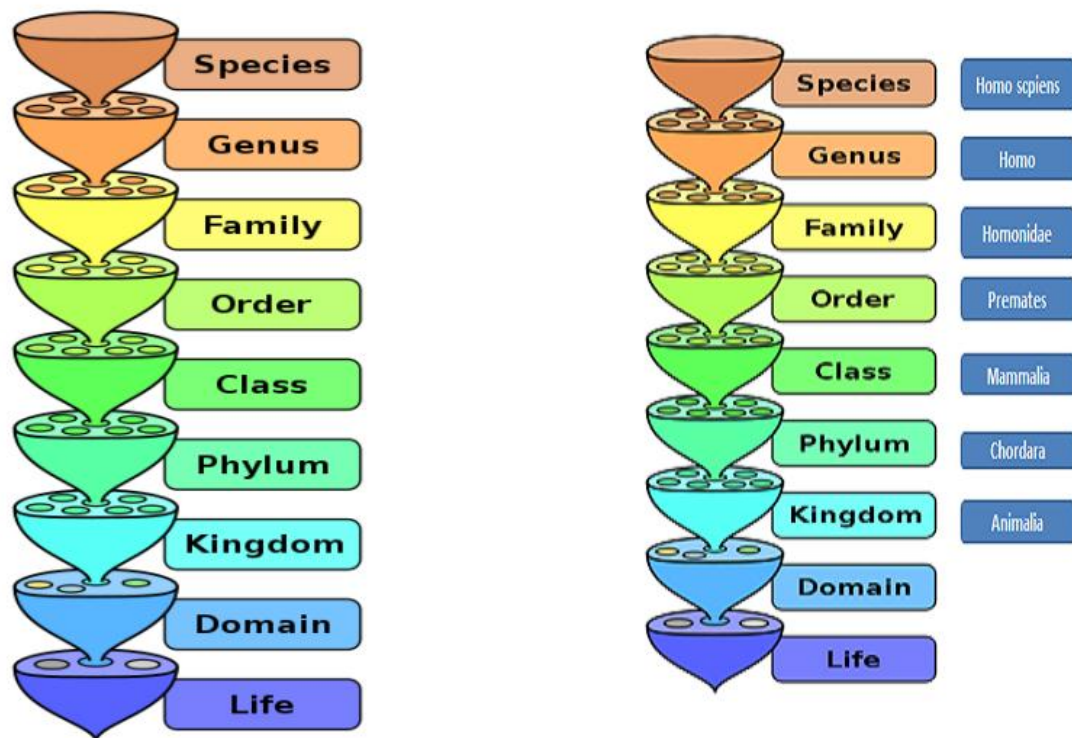 Species
Genus
Family
Order
Class
Phylum
Kingdom
Domain
Life
Species
Homo scpiens
Genus
Homo
Family
Homonidae
Order
Premates
Class
Mammalia
Phylum
Chordara
Kingdom
Animalia
Domain
Life